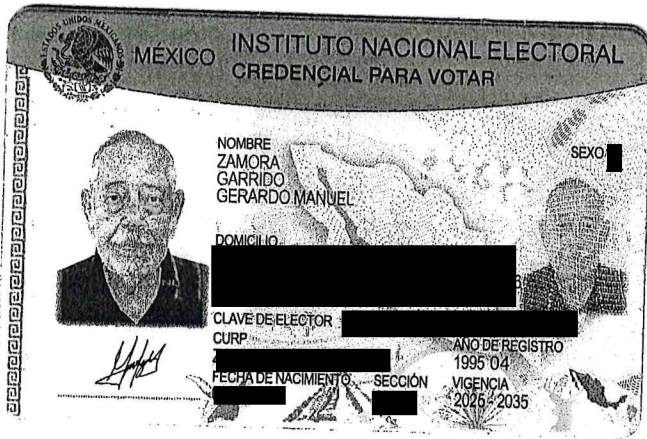 ESTADOS UNIDOS MEXICANOS
MÉXICO INSTITUTO NACIONAL ELECTORAL
CREDENCIAL PARA VOTAR
NOMBRE
SEXO
ZAMORA
GARRIDO
GERARDO MANUEL
DOMICILIO
CLAVE DE ELECTOR
CURP
AÑO DE REGISTRO
1995 04
FECHA DE NACIMIENTO
SECCIÓN
VIGENCIA
2025 - 2035